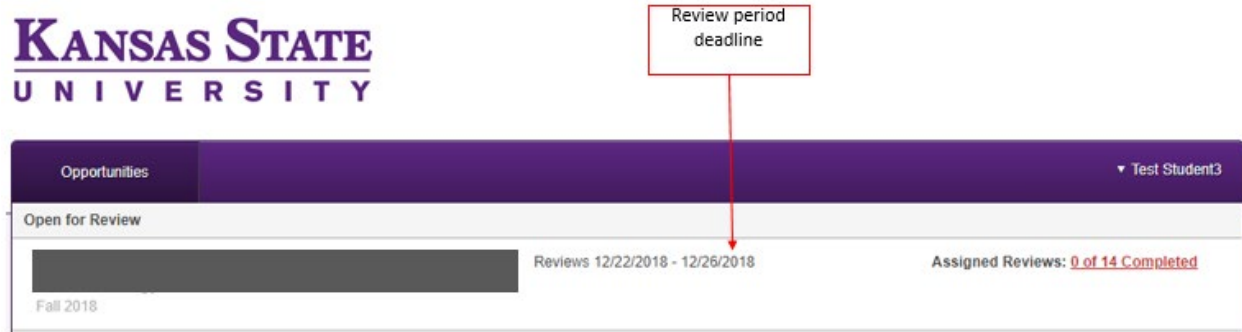 Review period
deadline
KANSAS STATE
UNIVERSITY
Opportunities
▾ Test Student3
Open for Review
Reviews 12/22/2018 - 12/26/2018
Assigned Reviews: 0 of 14 Completed
Fall 2018